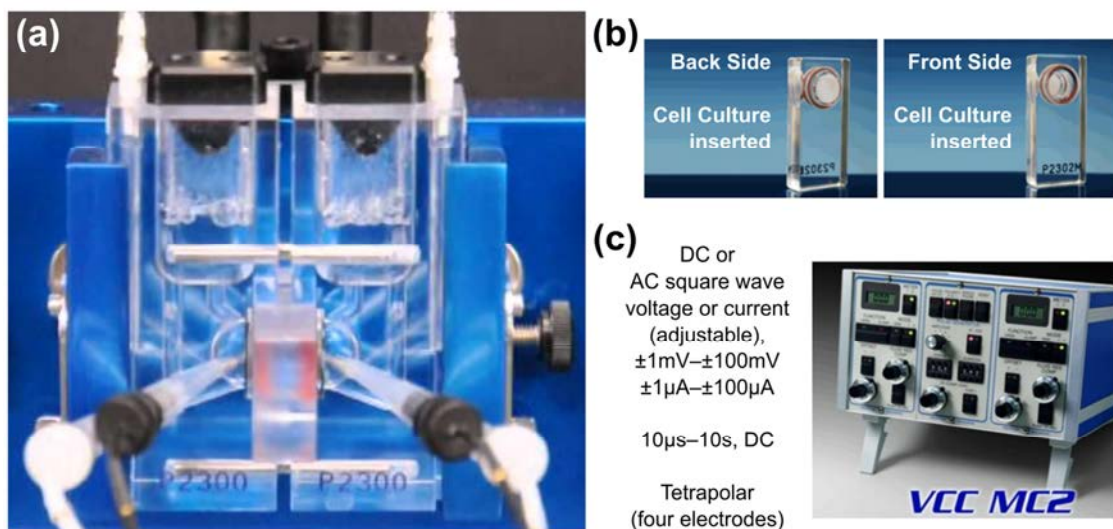 (a)
P2300
P2300
(b)
Back Side
Cell Culture
inserted
Front Side
Cell Culture
inserted
P2302M
(c)
DC or
AC square wave
voltage or current
(adjustable),
±1mV–±100mV
±1µA–±100µA
10µs–10s, DC
Tetrapolar
(four electrodes)
VCC MC2